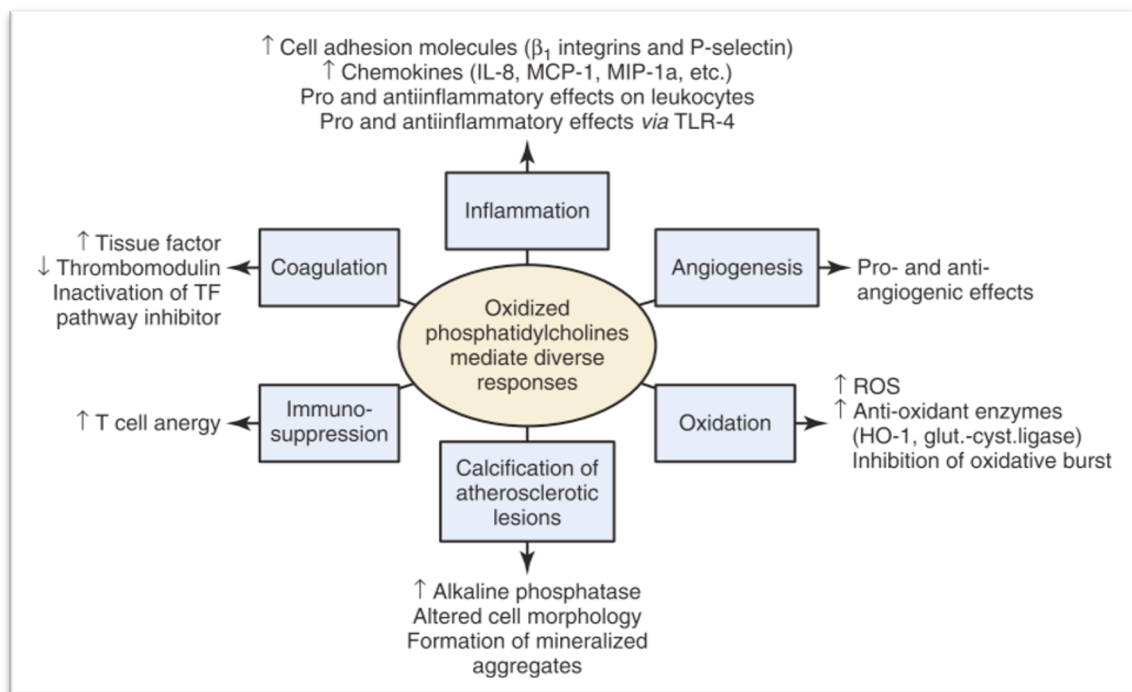 ↑ Cell adhesion molecules (β₁ integrins and P-selectin)
↑ Chemokines (IL-8, MCP-1, MIP-1a, etc.)
Pro and antiinflammatory effects on leukocytes
Pro and antiinflammatory effects via TLR-4
Inflammation
↑ Tissue factor
↓ Thrombomodulin
Inactivation of TF
pathway inhibitor
Coagulation
Angiogenesis
Pro- and anti-
angiogenic effects
Oxidized
phosphatidylcholines
mediate diverse
responses
↑ T cell anergy
Immuno-
suppression
Oxidation
↑ ROS
↑ Anti-oxidant enzymes
(HO-1, glut.-cyst.ligase)
Inhibition of oxidative burst
Calcification of
atherosclerotic
lesions
↑ Alkaline phosphatase
Altered cell morphology
Formation of mineralized
aggregates